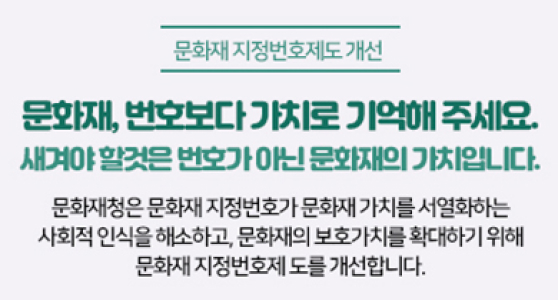 문화재 지정번호제도 개선
문화재, 번호보다 가치로 기억해 주세요.
새겨야 할것은 번호가 아닌 문화재의 가치입니다.
문화재청은 문화재 지정번호가 문화재 가치를 서열화하는
사회적 인식을 해소하고, 문화재의 보호가치를 확대하기 위해
문화재 지정번호제 도를 개선합니다.